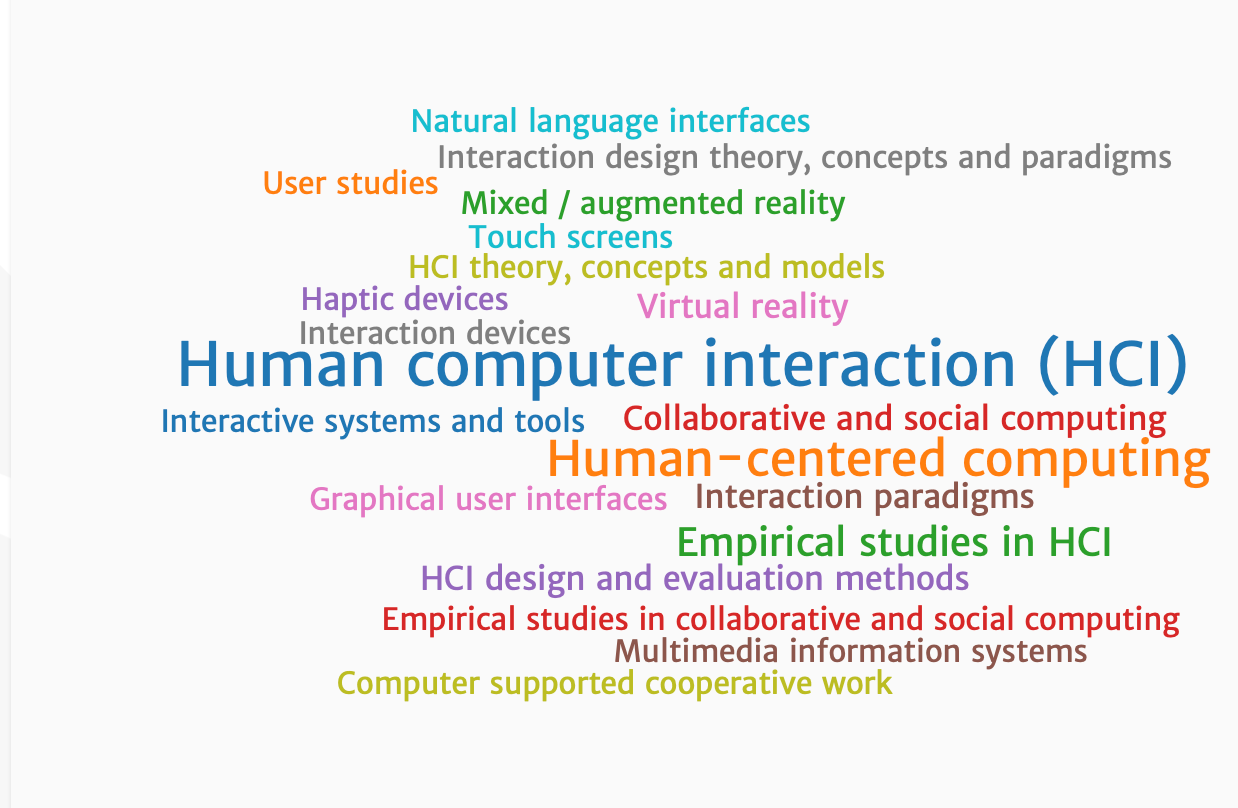 Natural language interfaces
Interaction design theory, concepts and paradigms
User studies
Mixed / augmented reality
Touch screens
HCI theory, concepts and models
Haptic devices
Virtual reality
Interaction devices
Human computer interaction (HCI)
Interactive systems and tools
Collaborative and social computing
Human-centered computing
Graphical user interfaces
Interaction paradigms
Empirical studies in HCI
HCI design and evaluation methods
Empirical studies in collaborative and social computing
Multimedia information systems
Computer supported cooperative work